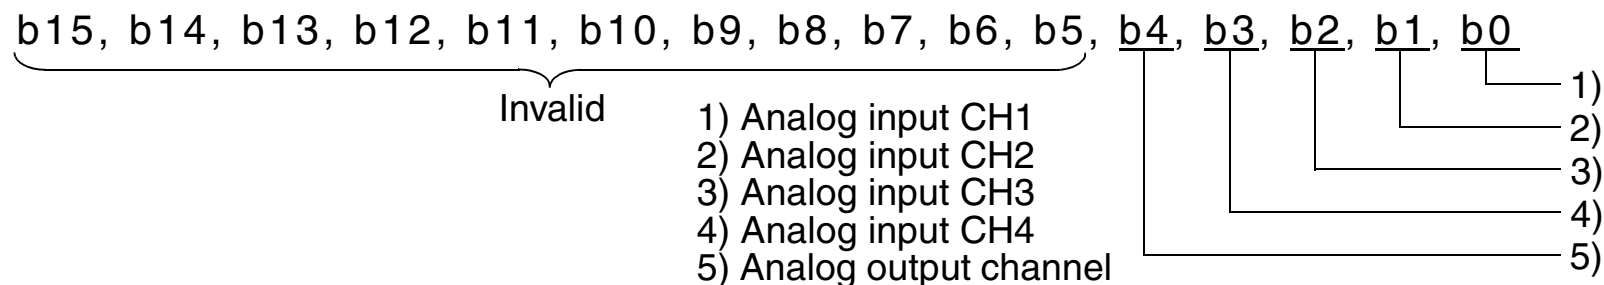 b15, b14, b13, b12, b11, b10, b9, b8, b7, b6, b5, b4, b3, b2, b1, b0
Invalid
1) Analog input CH1
2) Analog input CH2
3) Analog input CH3
4) Analog input CH4
5) Analog output channel
1)
2)
3)
4)
5)